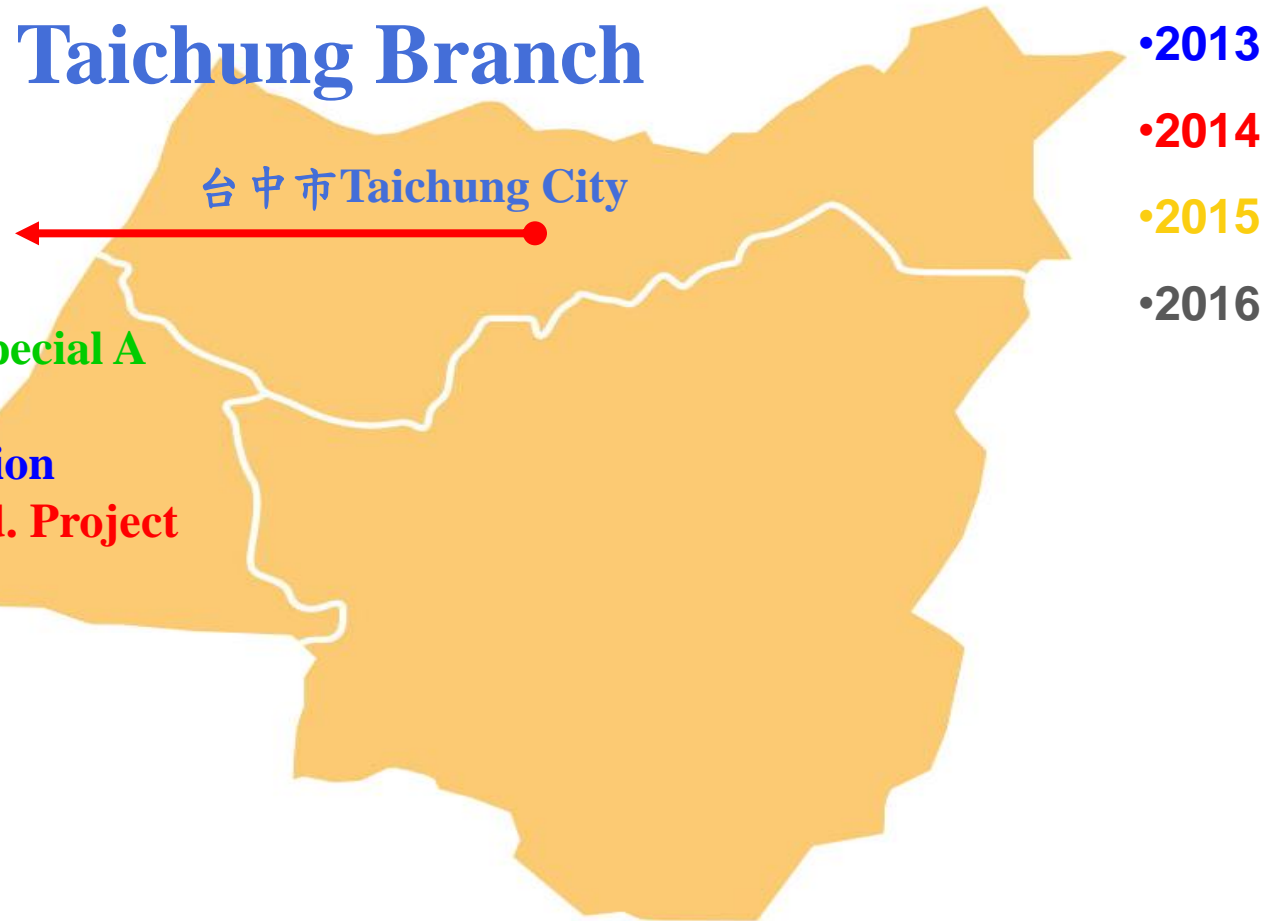 Taichung Branch
台中市Taichung City
pecial A
ion
. Project
•2013
•2014
•2015
•2016